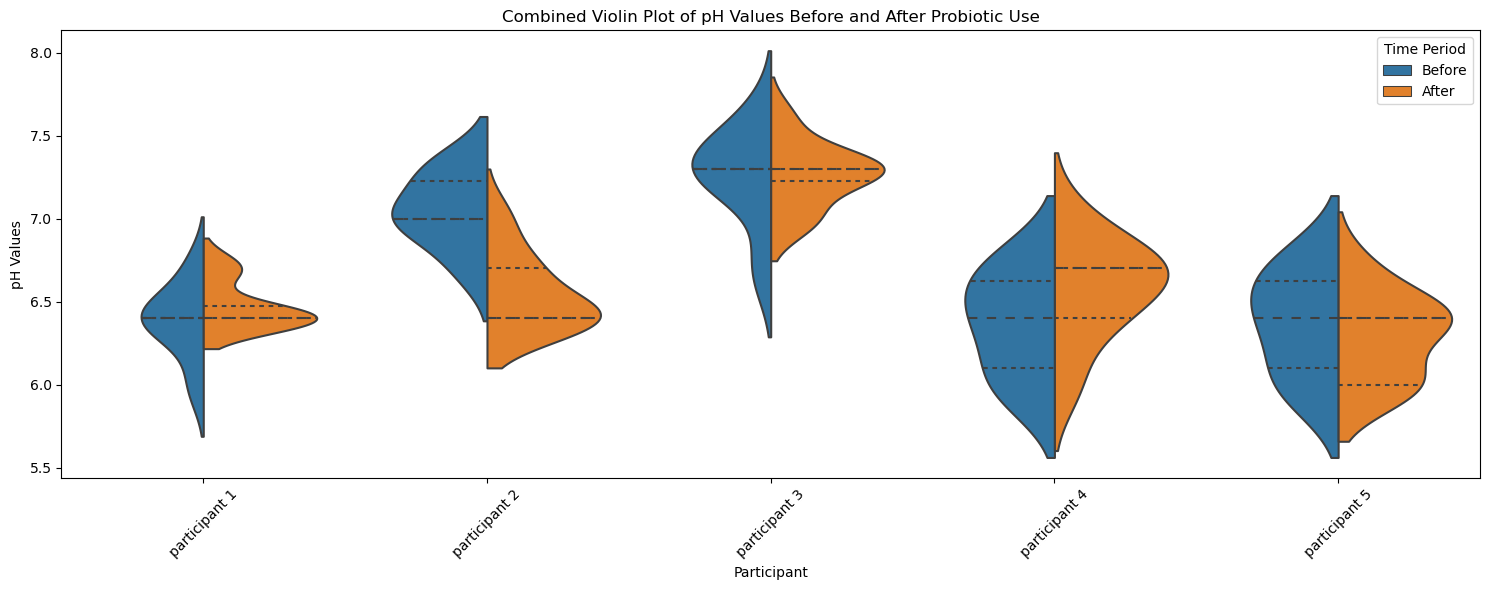 Combined Violin Plot of pH Values Before and After Probiotic Use
Time Period
Before
After
pH Values
8.0
7.5
7.0
6.5
6.0
5.5
participant 1
participant 2
participant 3
participant 4
participant 5
Participant